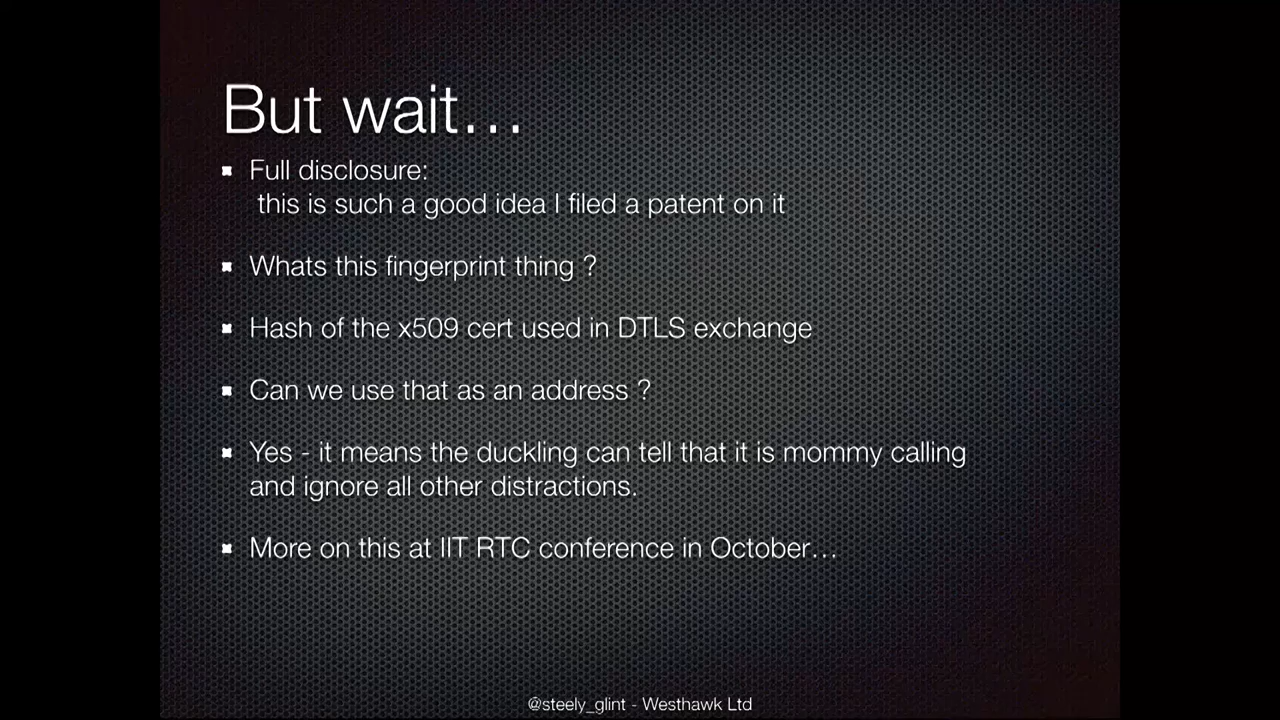 But wait…
Full disclosure:
this is such a good idea I filed a patent on it
Whats this fingerprint thing ?
Hash of the x509 cert used in DTLS exchange
Can we use that as an address ?
Yes - it means the duckling can tell that it is mommy calling
and ignore all other distractions.
More on this at IIT RTC conference in October…
@steely_glint - Westhawk Ltd